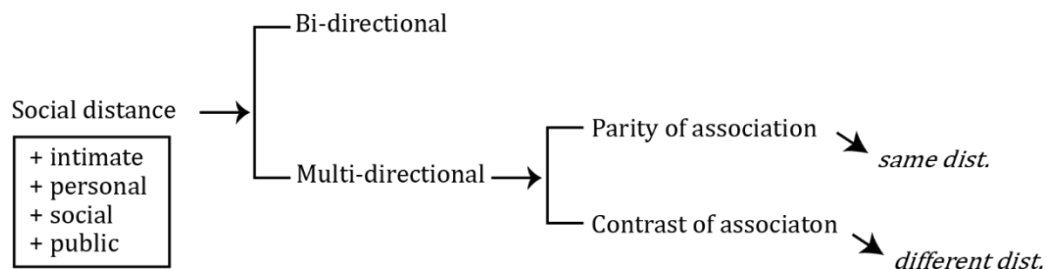 Bi-directional
Social distance
+ intimate
+ personal
+ social
+ public
Multi-directional
Parity of association
same dist.
Contrast of associaton
different dist.